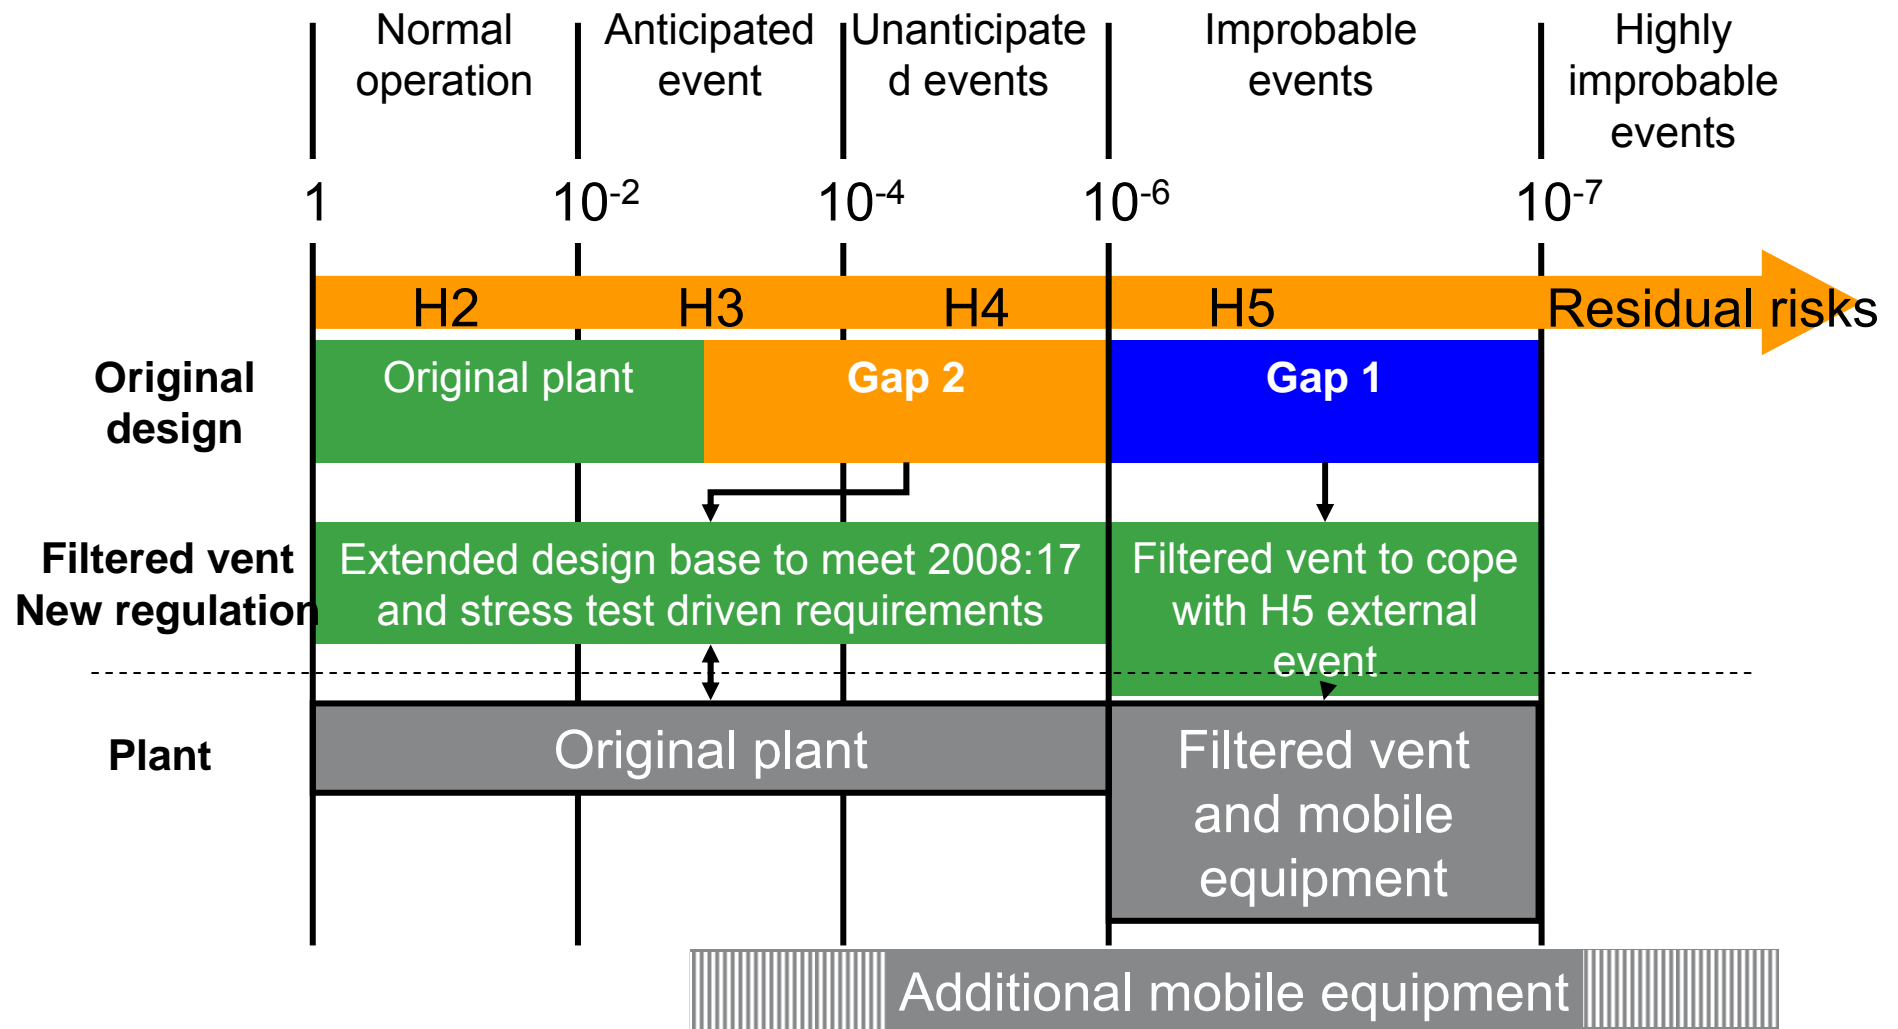 Normal
operation
Anticipated
event
Unanticipate
d events
Improbable
events
Highly
improbable
events
1
10-2
10-4
10-6
10-7
H2
H3
H4
H5
Residual risks
Original
design
Original plant
Gap 2
Gap 1
Filtered vent
New regulation
Extended design base to meet 2008:17
and stress test driven requirements
Filtered vent to cope
with H5 external
event
Plant
Original plant
Filtered vent
and mobile
equipment
Additional mobile equipment